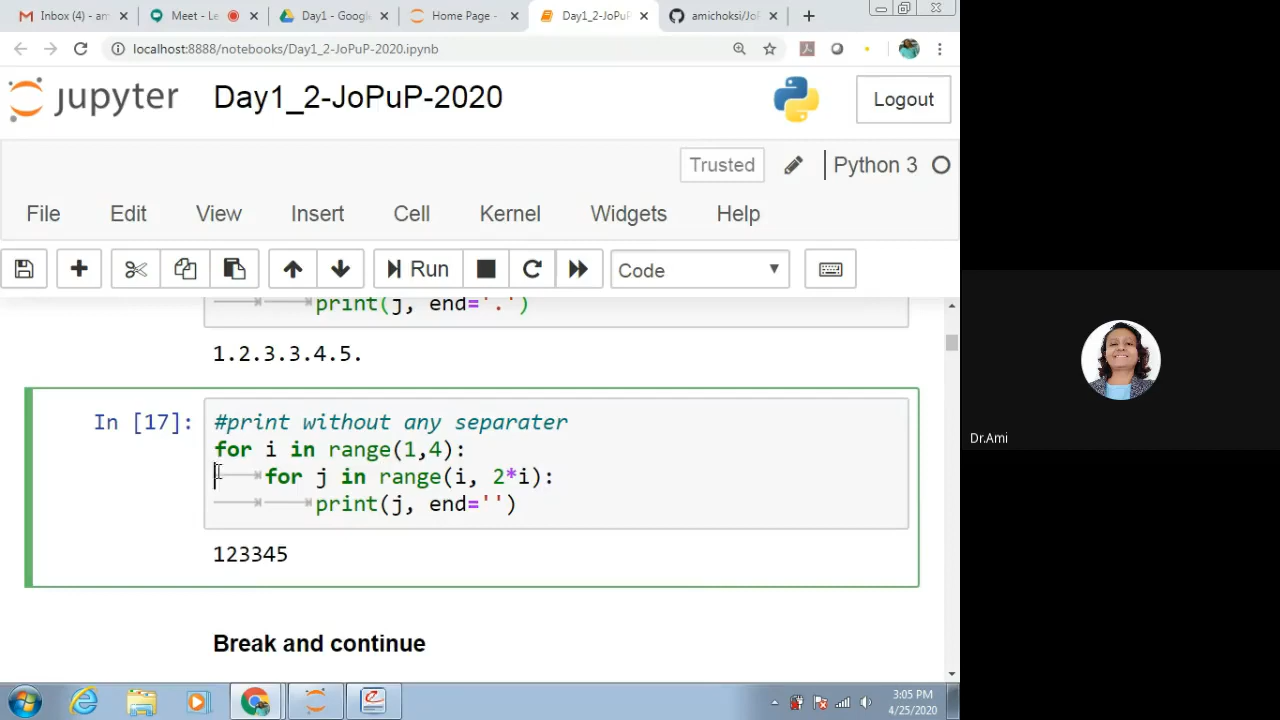 Inbox (4) - am
Meet - Le
Day1 - Google
Home Page -
Day1_2-JoPuP
amichoksi/JoP
localhost:8888/notebooks/Day1_2-JoPuP-2020.ipynb
jupyter
Day1_2-JoPuP-2020
Logout
Trusted
Python 3
File Edit View Insert Cell Kernel Widgets Help
Run
Code
print(j, end='.')
1.2.3.3.4.5.
In [17]:
#print without any separater
for i in range(1,4):
for j in range(i, 2*i):
print(j, end='')
123345
Break and continue
Dr.Ami
3:05 PM
4/25/2020